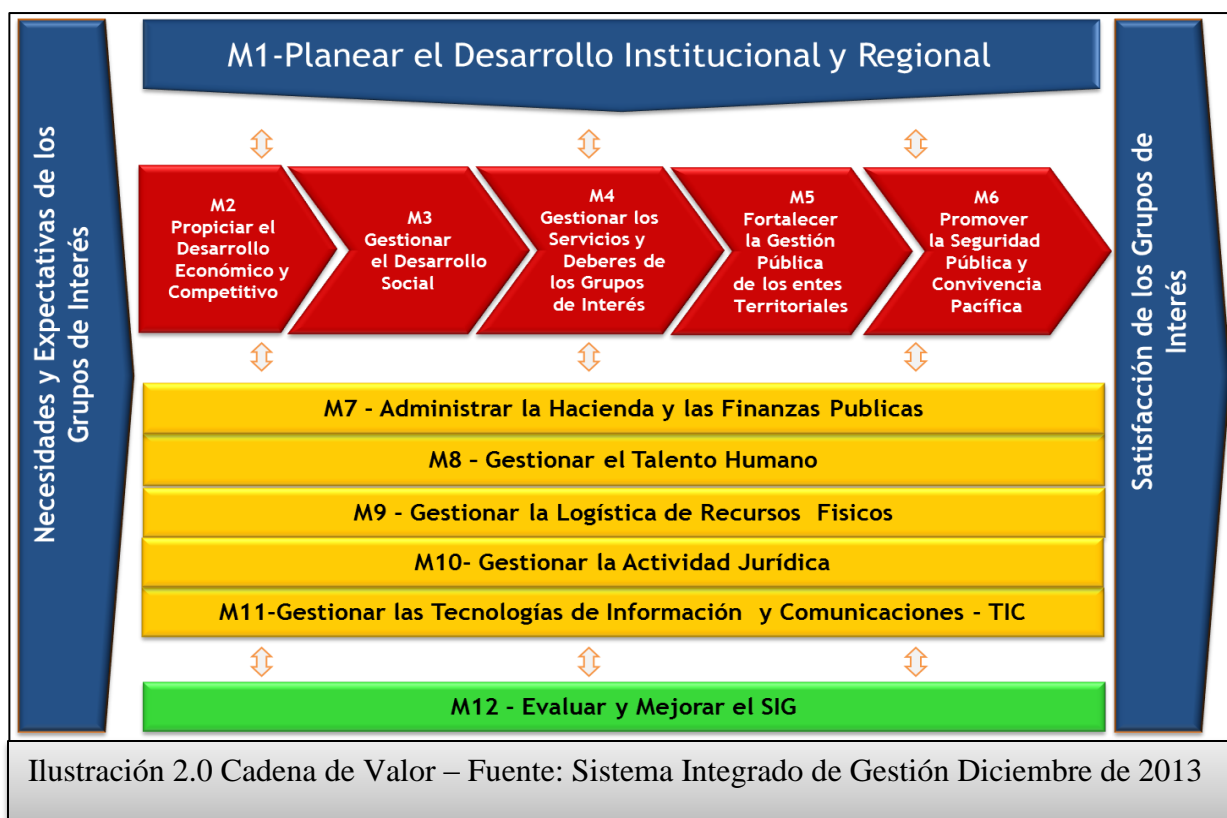 M1-Planear el Desarrollo Institucional y Regional
Necesidades y Expectativas de los
Grupos de Interés
M2
Propiciar el
Desarrollo
Económico y
Competitivo
M3
Gestionar
el Desarrollo
Social
M4
Gestionar los
Servicios y
Deberes de
los Grupos
de Interés
M5
Fortalecer
la Gestión
Pública
de los entes
Territoriales
M6
Promover
la Seguridad
Pública y
Convivencia
Pacífica
M7 - Administrar la Hacienda y las Finanzas Publicas
M8 – Gestionar el Talento Humano
M9 - Gestionar la Logística de Recursos Fisicos
M10- Gestionar la Actividad Jurídica
M11-Gestionar las Tecnologías de Información y Comunicaciones - TIC
M12 - Evaluar y Mejorar el SIG
Satisfacción de los Grupos de
Interés
Ilustración 2.0 Cadena de Valor – Fuente: Sistema Integrado de Gestión Diciembre de 2013